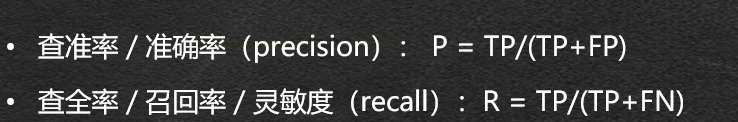 • 查准率 / 准确率（precision）： P = TP/(TP+FP)
• 查全率 / 召回率 / 灵敏度（recall）：R = TP/(TP+FN)